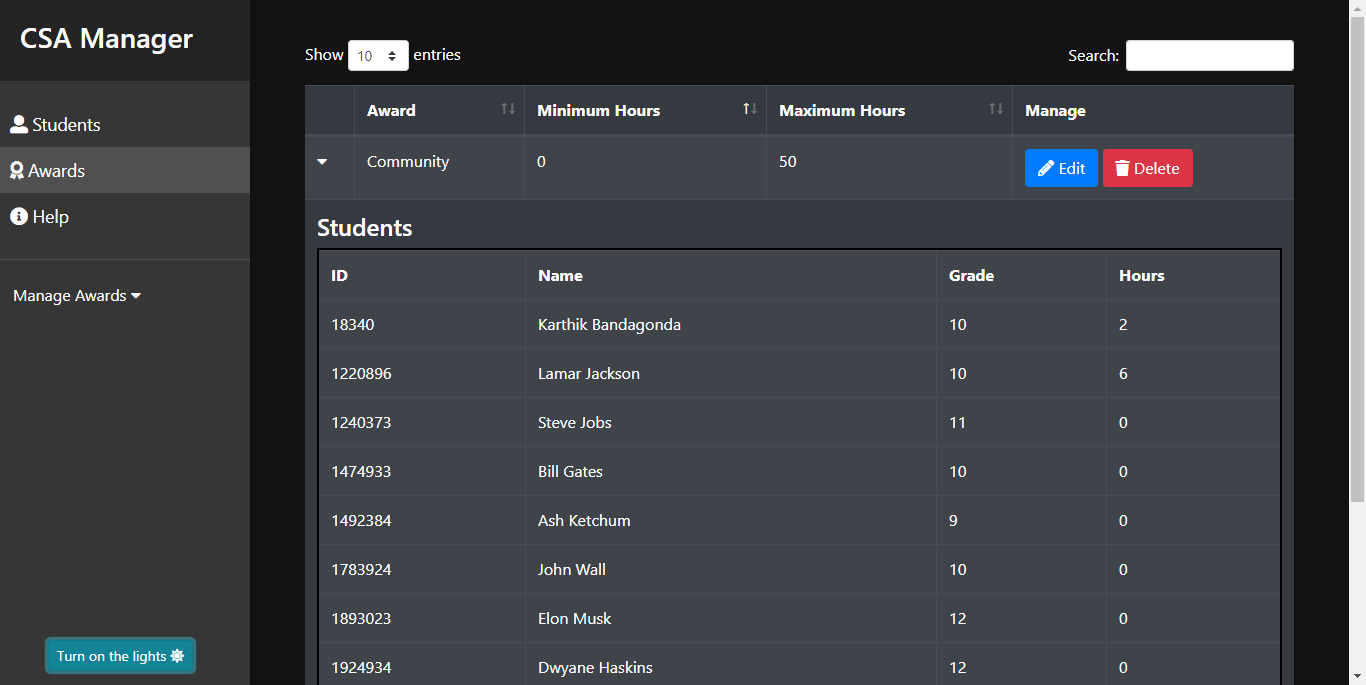 CSA Manager
Students
Awards
Help
Manage Awards
Turn on the lights
Show 10 entries
Search:
Award Minimum Hours Maximum Hours Manage
Community 0 50 Edit Delete
Students
ID Name Grade Hours
18340 Karthik Bandagonda 10 2
1220896 Lamar Jackson 10 6
1240373 Steve Jobs 11 0
1474933 Bill Gates 10 0
1492384 Ash Ketchum 9 0
1783924 John Wall 10 0
1893023 Elon Musk 12 0
1924934 Dwyane Haskins 12 0